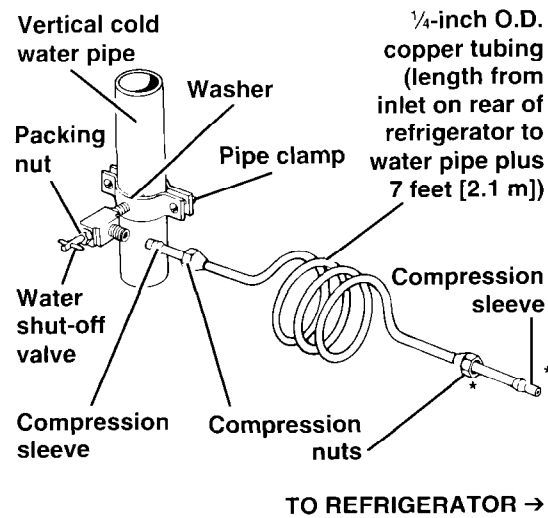 Vertical cold
water pipe
Washer
Packing
nut
Pipe clamp
¼-inch O.D.
copper tubing
(length from
inlet on rear of
refrigerator to
water pipe plus
7 feet [2.1 m])
Water
shut-off
valve
Compression
sleeve
Compression
nuts
Compression
sleeve
*
*
TO REFRIGERATOR →